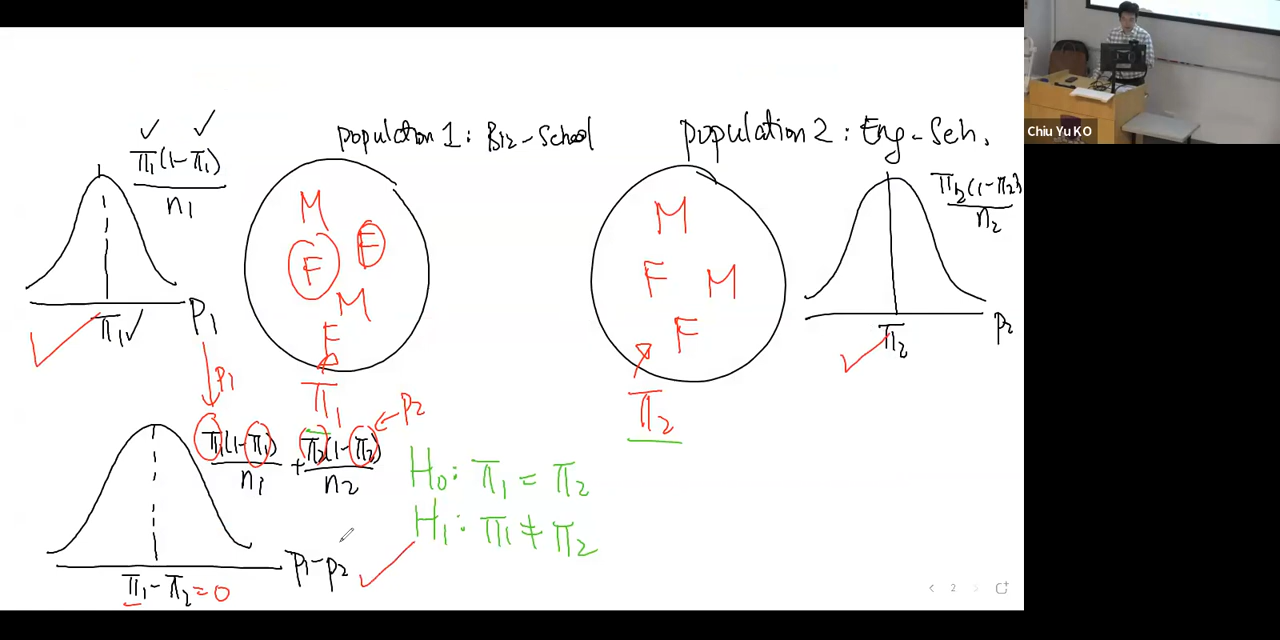 population 1 : Biz-School
population 2 : Eng-Sch.
π1(1-π1)
n1
π2(1-π2)
n2
M
F
F
M
F
π1
M
F
M
F
π2
π1
P1
π2
P2
P1
π1(1-π1)
n1
+
π2(1-π2)
n2
P2
H0: π1 = π2
H1: π1 ≠ π2
P1-P2
π1-π2=0
Chiu Yu KO
2